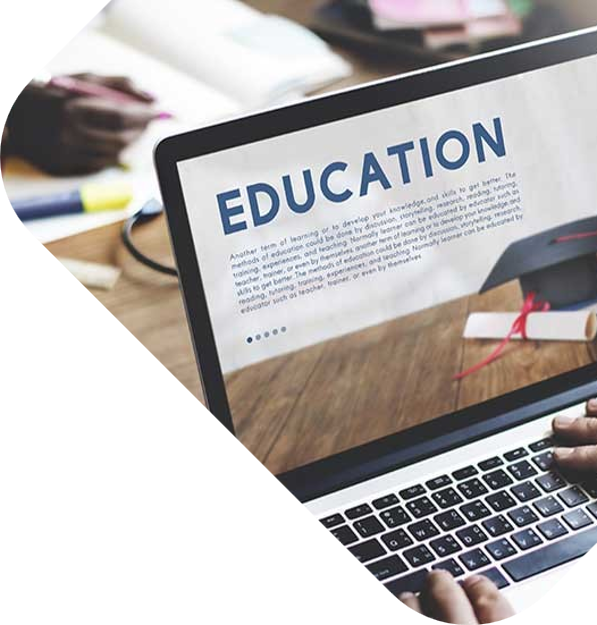 EDUCATION
Another term of learning or to develop your knowledge,and skills to get better. The
methods of education could be done by discussion, storytelling, research, reading, tutoring,
training, experiences, and teaching. Normally learner can be educated by educator such as
teacher, trainer, or even by themselves. another term of learning or to develop your knowledge,and
skills to get better. The methods of education could be done by discussion, storytelling, research,
reading, tutoring, training, experiences, and teaching. Normally learner can be educated by
educator such as teacher, trainer, or even by themselves